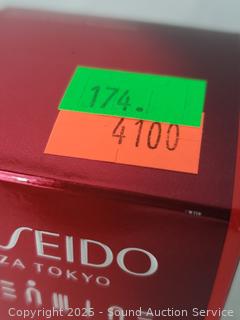 174.
4100
SEIDO
ZA TOKYO
Copyright 2025 - Sound Auction Service